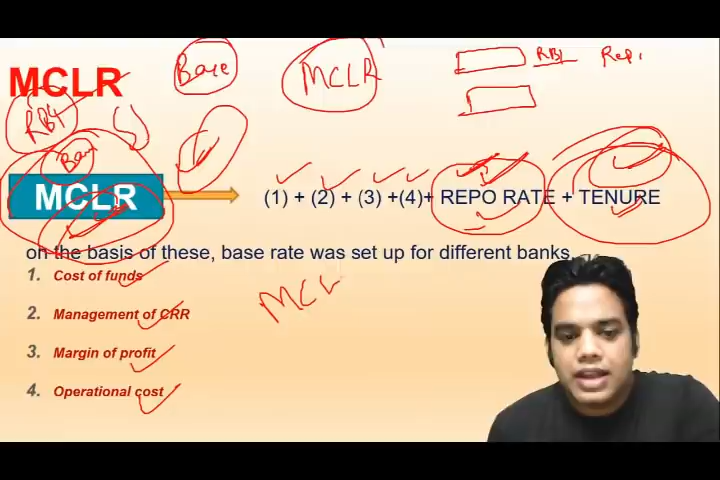 MCLR
Base
MCLR
RBI Repo
RBI
Base
MCLR
(1) + (2) + (3) +(4)+ REPO RATE + TENURE
on the basis of these, base rate was set up for different banks.
1. Cost of funds
2. Management of CRR
3. Margin of profit
4. Operational cost
MCL